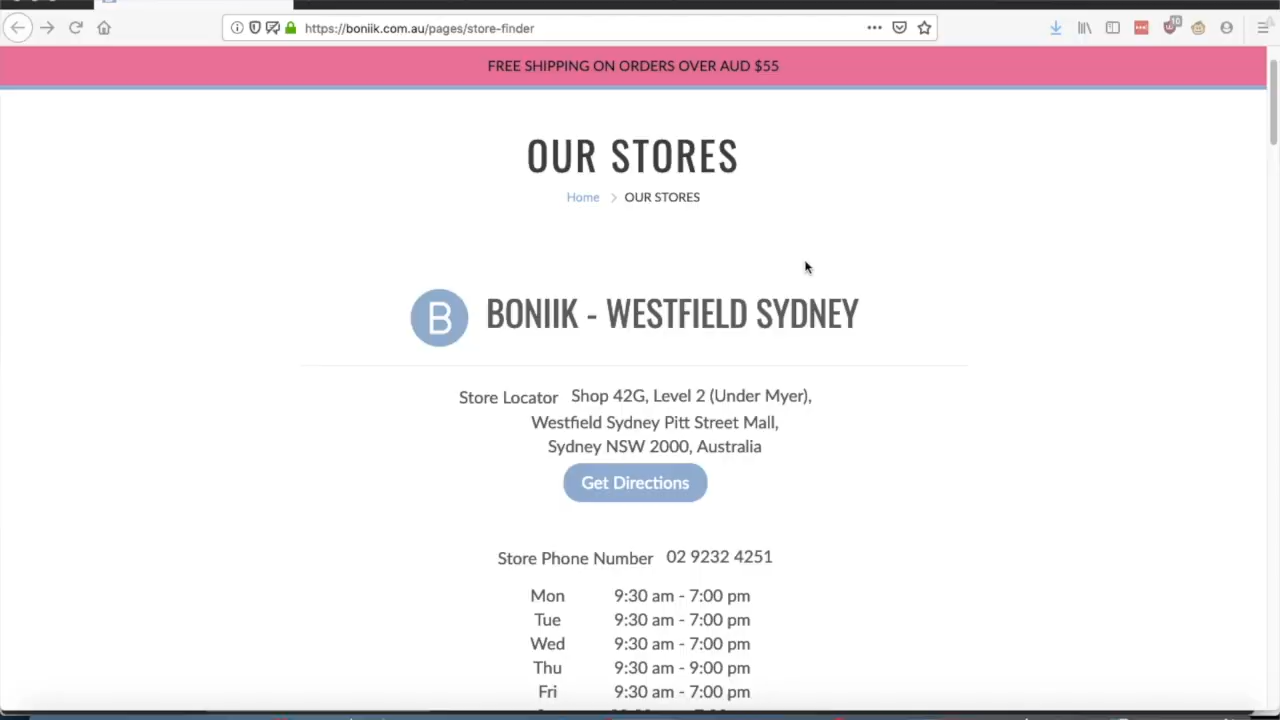 https://boniik.com.au/pages/store-finder
10
FREE SHIPPING ON ORDERS OVER AUD $55
OUR STORES
Home > OUR STORES
B BONIIK - WESTFIELD SYDNEY
Store Locator Shop 42G, Level 2 (Under Myer),
Westfield Sydney Pitt Street Mall,
Sydney NSW 2000, Australia
Get Directions
Store Phone Number 02 9232 4251
Mon 9:30 am - 7:00 pm
Tue 9:30 am - 7:00 pm
Wed 9:30 am - 7:00 pm
Thu 9:30 am - 9:00 pm
Fri 9:30 am - 7:00 pm